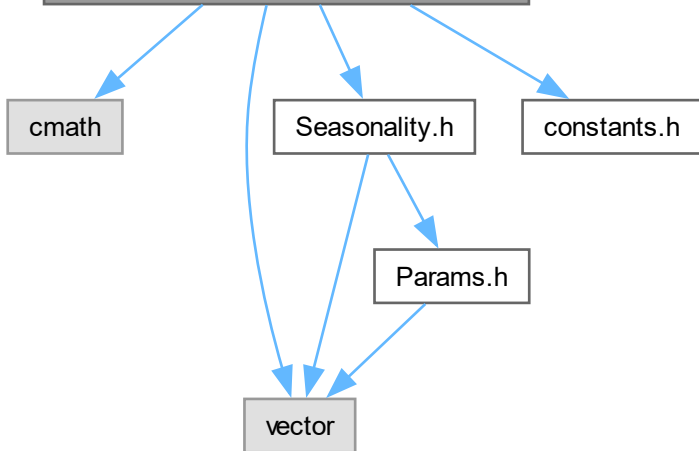 cmath
Seasonality.h
constants.h
Params.h
vector